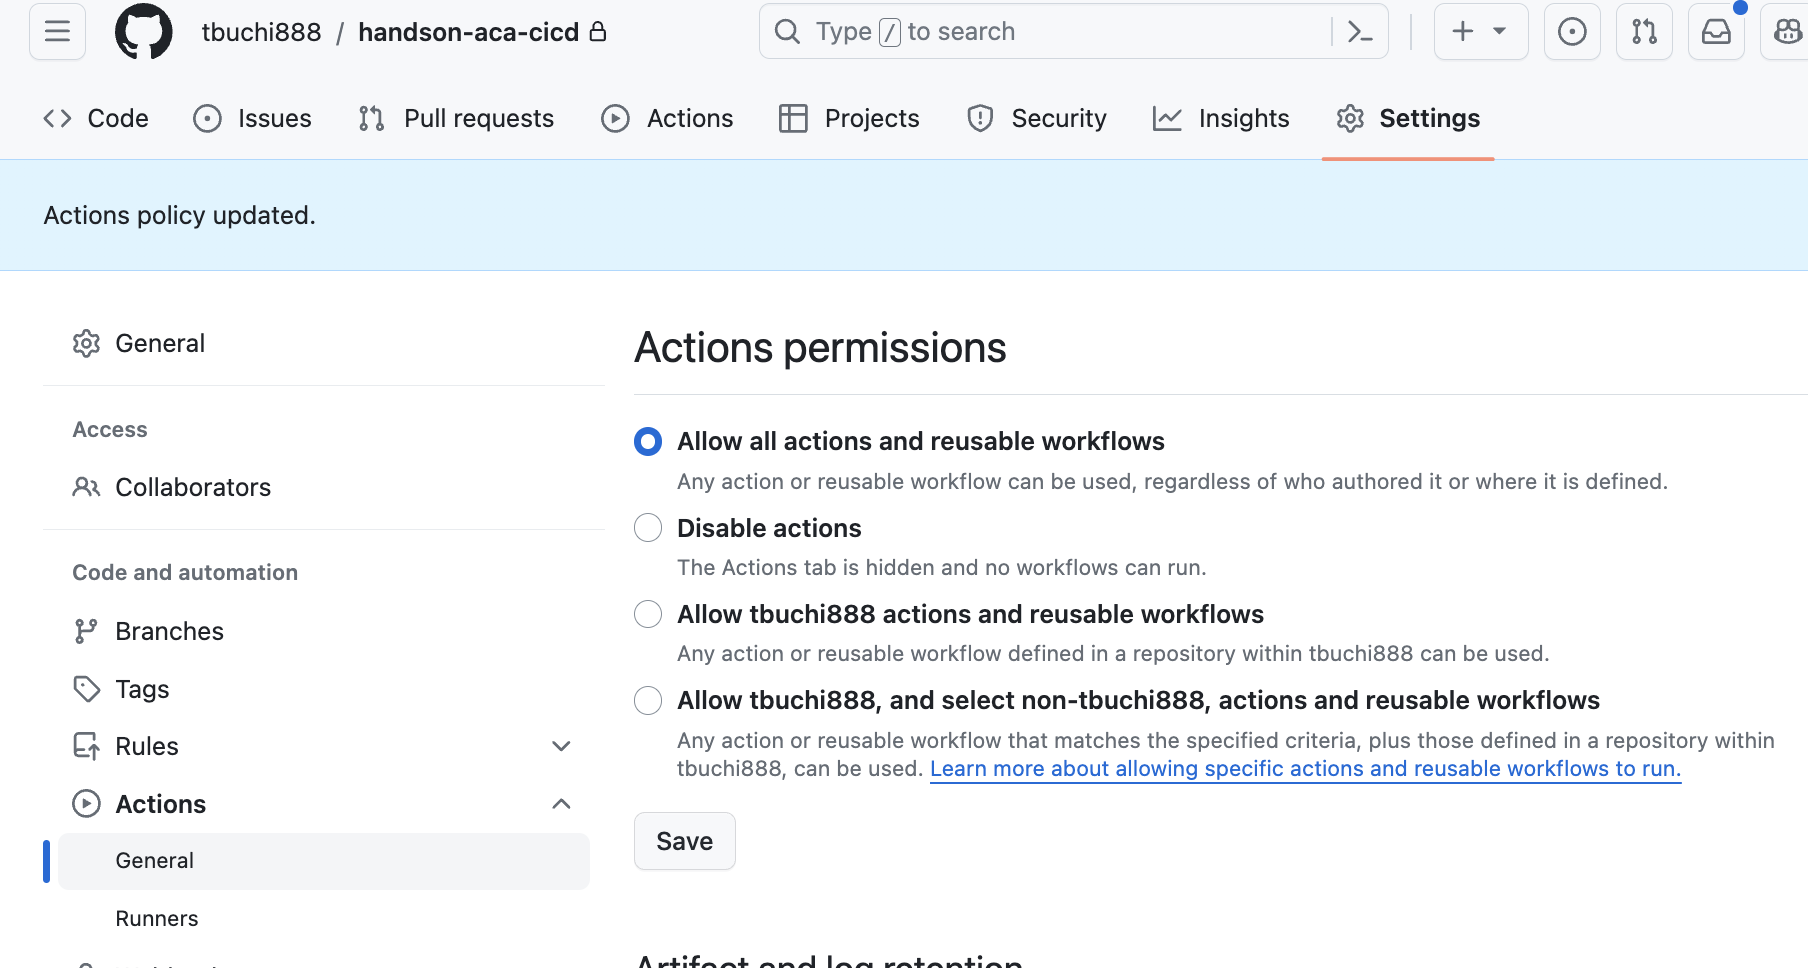 tbuchi888 / handson-aca-cicd
Type / to search
Code
Issues
Pull requests
Actions
Projects
Security
Insights
Settings
Actions policy updated.
General
Access
Collaborators
Code and automation
Branches
Tags
Rules
Actions
General
Runners
Actions permissions
Allow all actions and reusable workflows
Any action or reusable workflow can be used, regardless of who authored it or where it is defined.
Disable actions
The Actions tab is hidden and no workflows can run.
Allow tbuchi888 actions and reusable workflows
Any action or reusable workflow defined in a repository within tbuchi888 can be used.
Allow tbuchi888, and select non-tbuchi888, actions and reusable workflows
Any action or reusable workflow that matches the specified criteria, plus those defined in a repository within
tbuchi888, can be used. Learn more about allowing specific actions and reusable workflows to run.
Save
Artifact and log retention